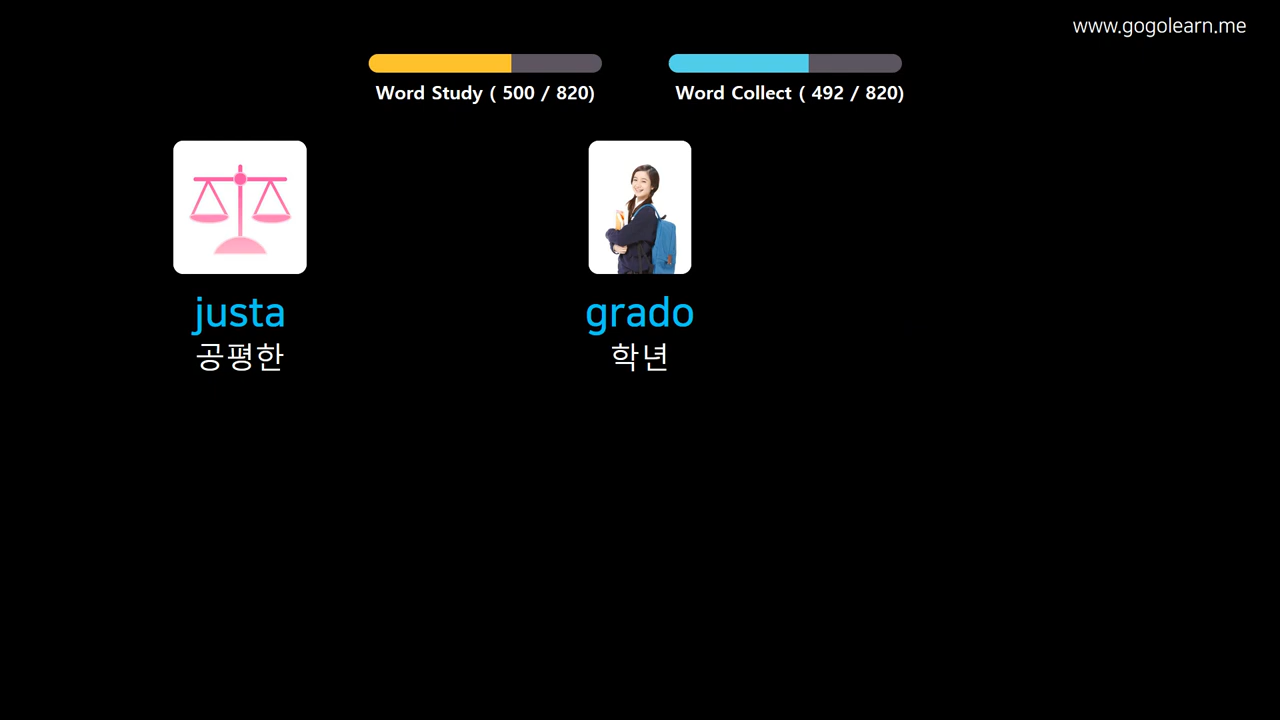 www.gogolearn.me
Word Study ( 500 / 820)
Word Collect ( 492 / 820)
justa
공평한
grado
학년